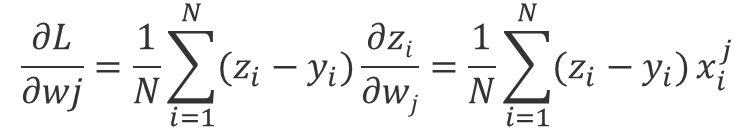 ∂L/∂wj = 1/N ∑_{i=1}^{N} (z_i − y_i) ∂z_i/∂w_j = 1/N ∑_{i=1}^{N} (z_i − y_i) x_i^j